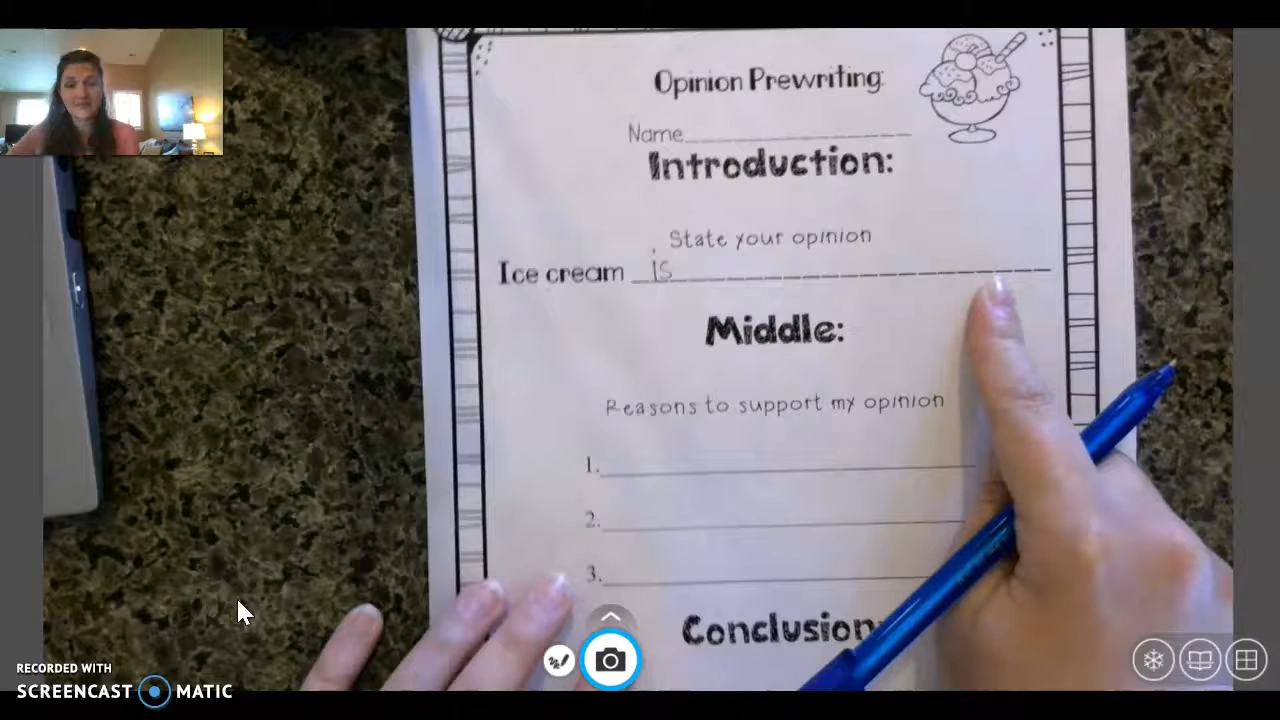 Opinion Prewriting
Name
Introduction:
State your opinion
Ice cream is
Middle:
Reasons to support my opinion
1.
2.
3.
Conclusion:
RECORDED WITH
SCREENCAST MATIC